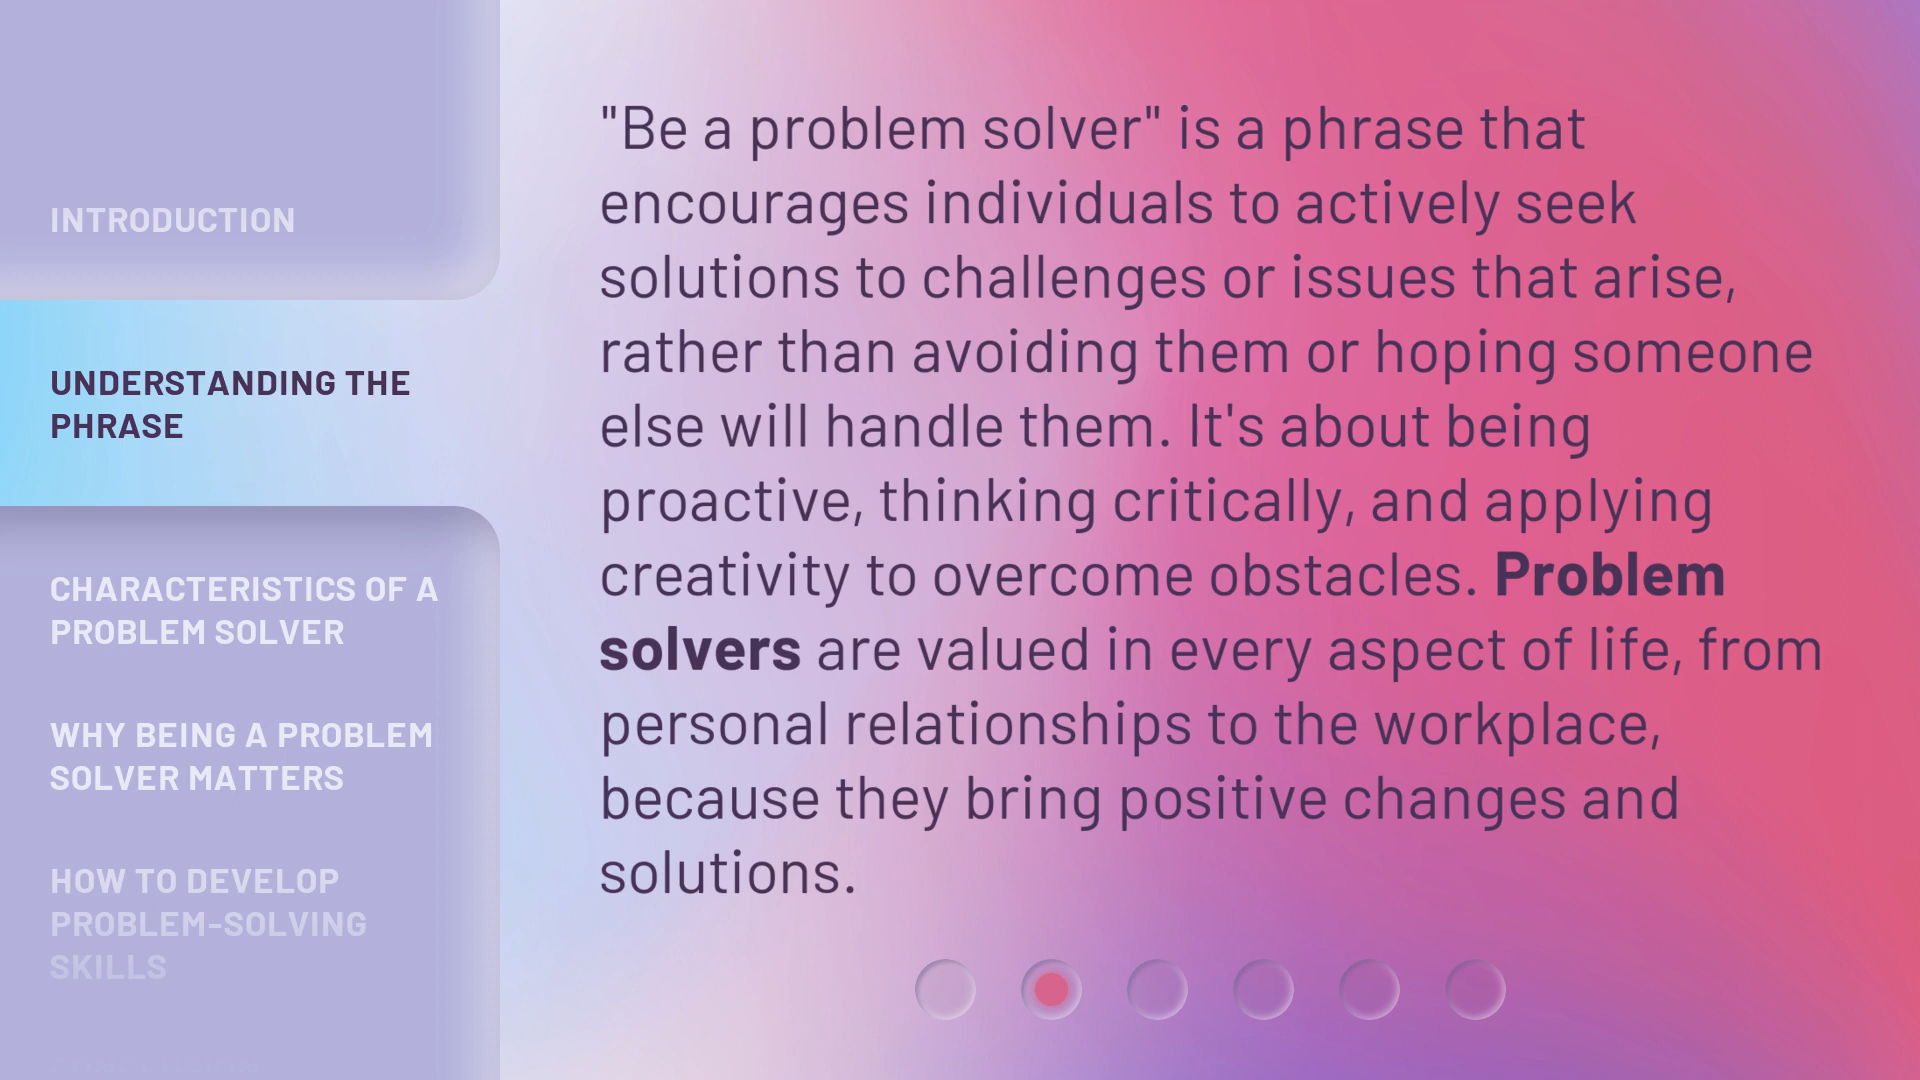 INTRODUCTION
UNDERSTANDING THE
PHRASE
CHARACTERISTICS OF A
PROBLEM SOLVER
WHY BEING A PROBLEM
SOLVER MATTERS
HOW TO DEVELOP
PROBLEM-SOLVING
SKILLS
"Be a problem solver" is a phrase that
encourages individuals to actively seek
solutions to challenges or issues that arise,
rather than avoiding them or hoping someone
else will handle them. It's about being
proactive, thinking critically, and applying
creativity to overcome obstacles. Problem
solvers are valued in every aspect of life, from
personal relationships to the workplace,
because they bring positive changes and
solutions.